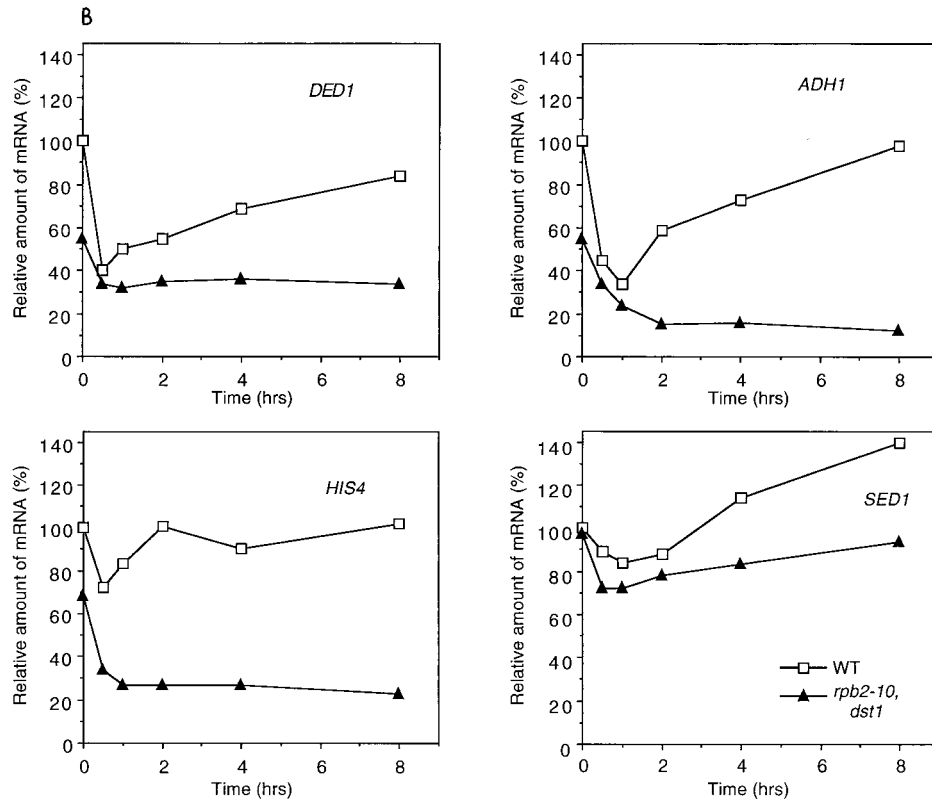 B
Relative amount of mRNA (%)
140
120
100
80
60
40
20
0
DED1
0 2 4 6 8
Time (hrs)
Relative amount of mRNA (%)
140
120
100
80
60
40
20
0
ADH1
0 2 4 6 8
Time (hrs)
Relative amount of mRNA (%)
140
120
100
80
60
40
20
0
HIS4
0 2 4 6 8
Time (hrs)
Relative amount of mRNA (%)
140
120
100
80
60
40
20
0
SED1
WT
rpb2-10,
dst1
0 2 4 6 8
Time (hrs)